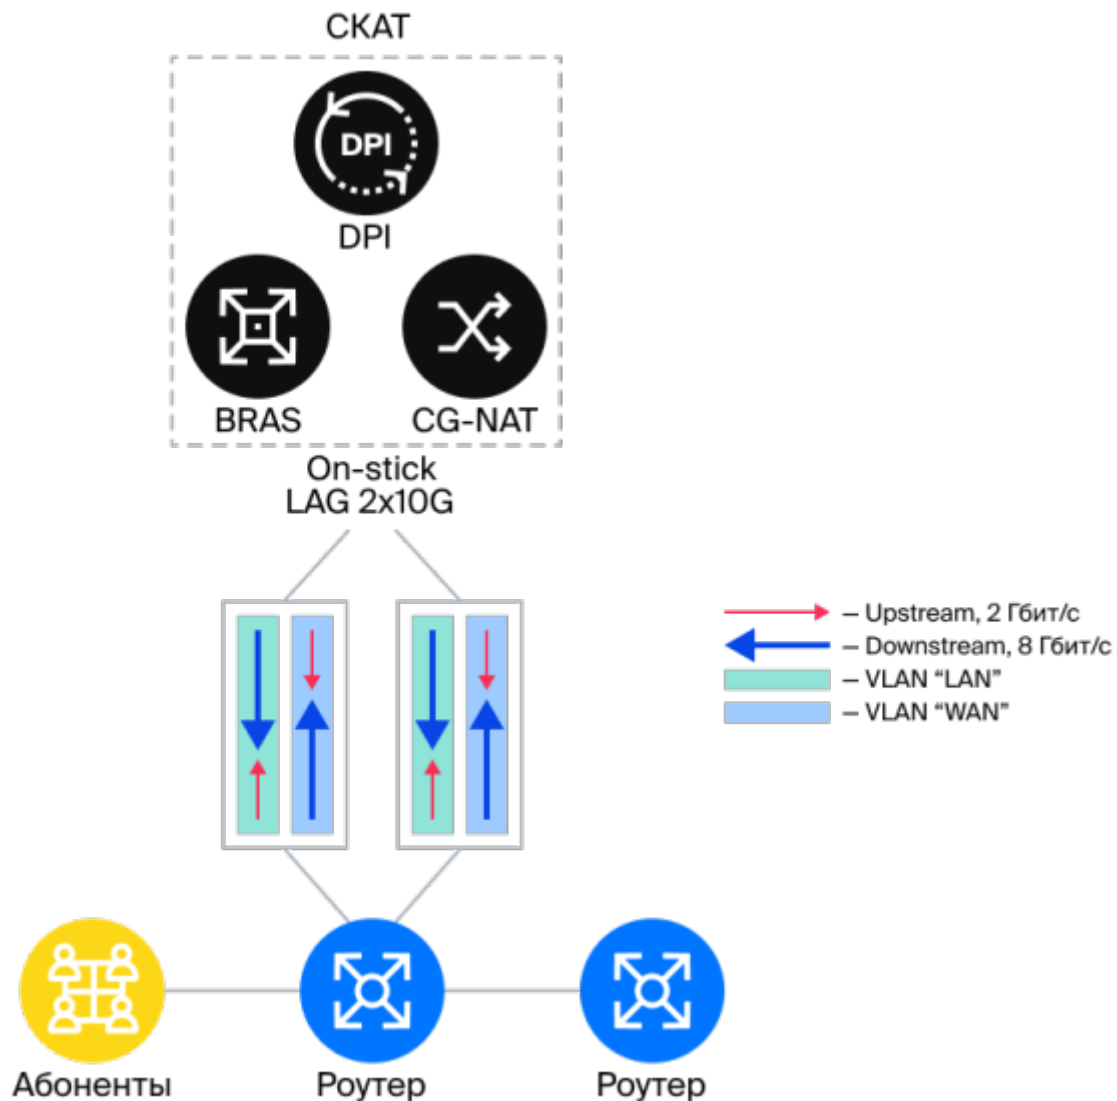 СКАТ
DPI
DPI
BRAS
CG-NAT
On-stick
LAG 2x10G
– Upstream, 2 Гбит/с
– Downstream, 8 Гбит/с
– VLAN “LAN”
– VLAN “WAN”
Абоненты
Роутер
Роутер